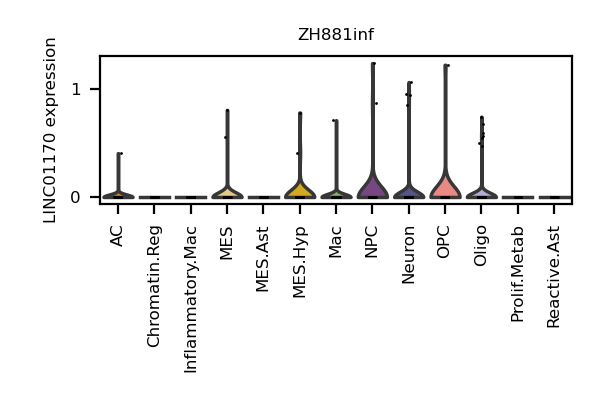 ZH881inf
LINC01170 expression
1
0
AC
Chromatin.Reg
Inflammatory.Mac
MES
MES.Ast
MES.Hyp
Mac
NPC
Neuron
OPC
Oligo
Prolif.Metab
Reactive.Ast